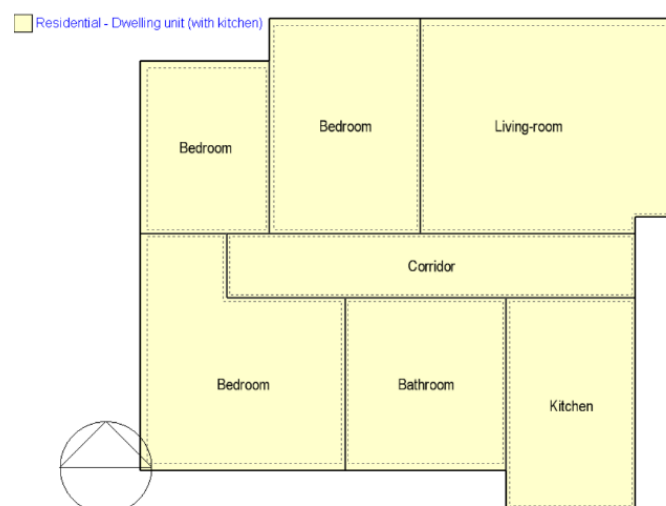 Residential - Dwelling unit (with kitchen)
Bedroom
Bedroom
Living-room
Corridor
Bedroom
Bathroom
Kitchen